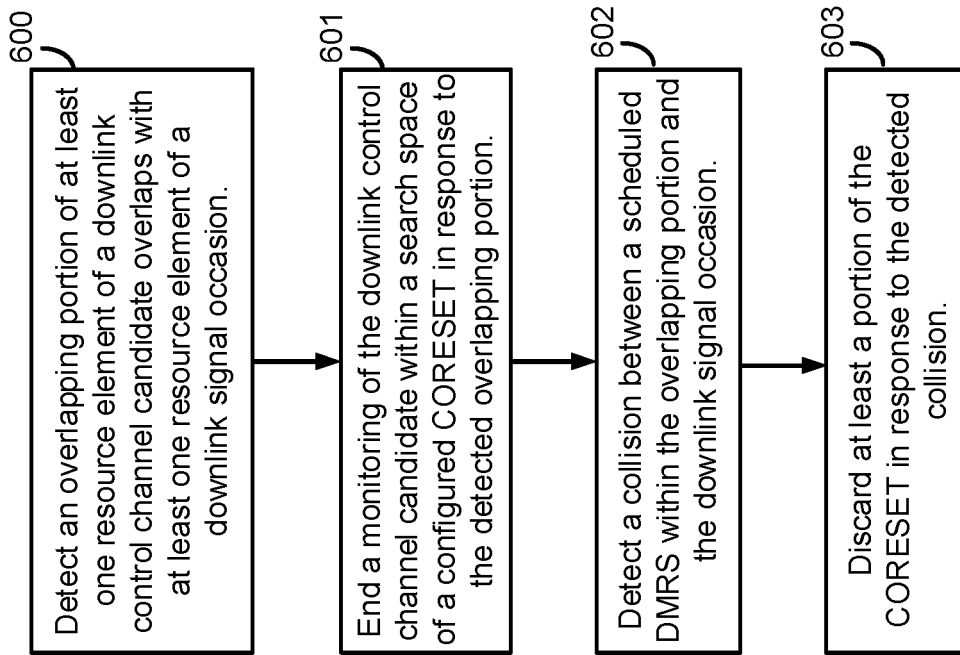 600
Detect an overlapping portion of at least
one resource element of a downlink
control channel candidate overlaps with
at least one resource element of a
downlink signal occasion.
601
End a monitoring of the downlink control
channel candidate within a search space
of a configured CORESET in response to
the detected overlapping portion.
602
Detect a collision between a scheduled
DMRS within the overlapping portion and
the downlink signal occasion.
603
Discard at least a portion of the
CORESET in response to the detected
collision.